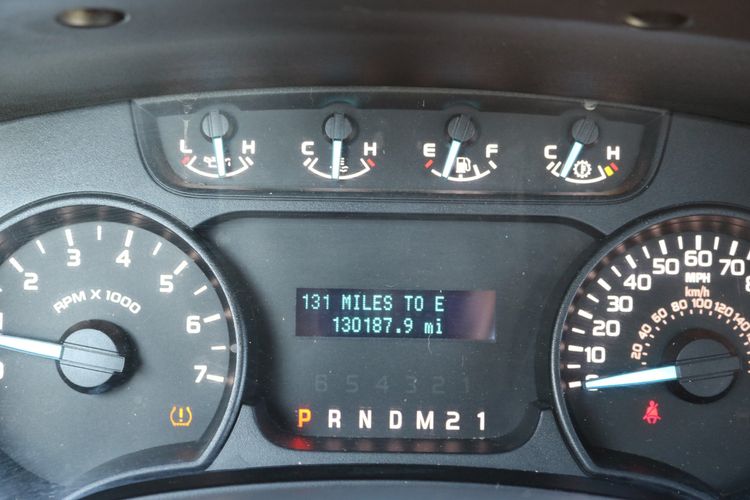 L H C H E F C H
2 3 4 5 6 7
RPM X 1000
131 MILES TO E
130187.9 mi
6 5 4 3 2 1
P R N D M 2 1
0 10 20 30 40 50 60 70
MPH
km/h
20 40 60 80 100 120 140